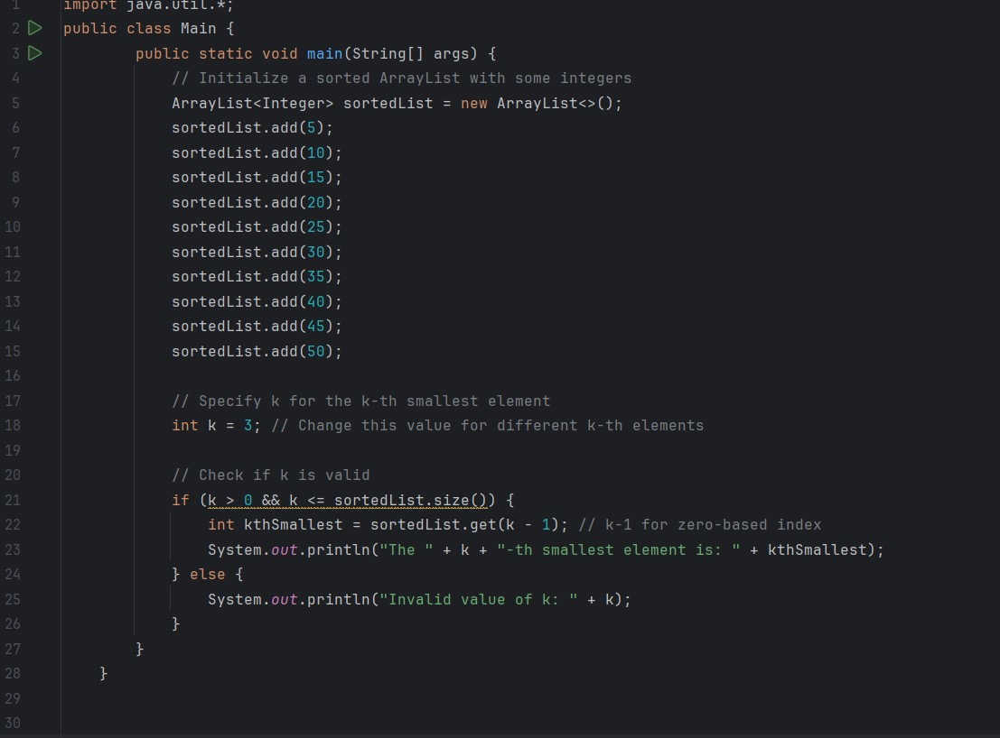 1 import java.util.*;
2 public class Main {
3 public static void main(String[] args) {
4 // Initialize a sorted ArrayList with some integers
5 ArrayList<Integer> sortedList = new ArrayList<>();
6 sortedList.add(5);
7 sortedList.add(10);
8 sortedList.add(15);
9 sortedList.add(20);
10 sortedList.add(25);
11 sortedList.add(30);
12 sortedList.add(35);
13 sortedList.add(40);
14 sortedList.add(45);
15 sortedList.add(50);
16
17 // Specify k for the k-th smallest element
18 int k = 3; // Change this value for different k-th elements
19
20 // Check if k is valid
21 if (k > 0 && k <= sortedList.size()) {
22 int kthSmallest = sortedList.get(k - 1); // k-1 for zero-based index
23 System.out.println("The " + k + "-th smallest element is: " + kthSmallest);
24 } else {
25 System.out.println("Invalid value of k: " + k);
26 }
27 }
28 }
29
30